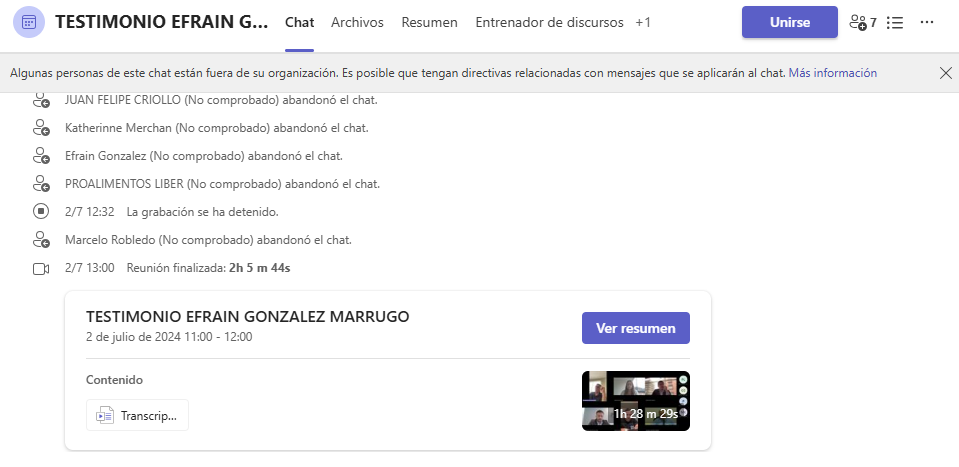 TESTIMONIO EFRAIN G... Chat Archivos Resumen Entrenador de discursos +1 Unirse 7
Algunas personas de este chat están fuera de su organización. Es posible que tengan directivas relacionadas con mensajes que se aplicarán al chat. Más información
JUAN FELIPE CRIOLLO (No comprobado) abandonó el chat.
Katherinne Merchan (No comprobado) abandonó el chat.
Efrain Gonzalez (No comprobado) abandonó el chat.
PROALIMENTOS LIBER (No comprobado) abandonó el chat.
2/7 12:32 La grabación se ha detenido.
Marcelo Robledo (No comprobado) abandonó el chat.
2/7 13:00 Reunión finalizada: 2h 5 m 44s
TESTIMONIO EFRAIN GONZALEZ MARRUGO
2 de julio de 2024 11:00 - 12:00
Ver resumen
Contenido
Transcrip...
1h 28 m 29s